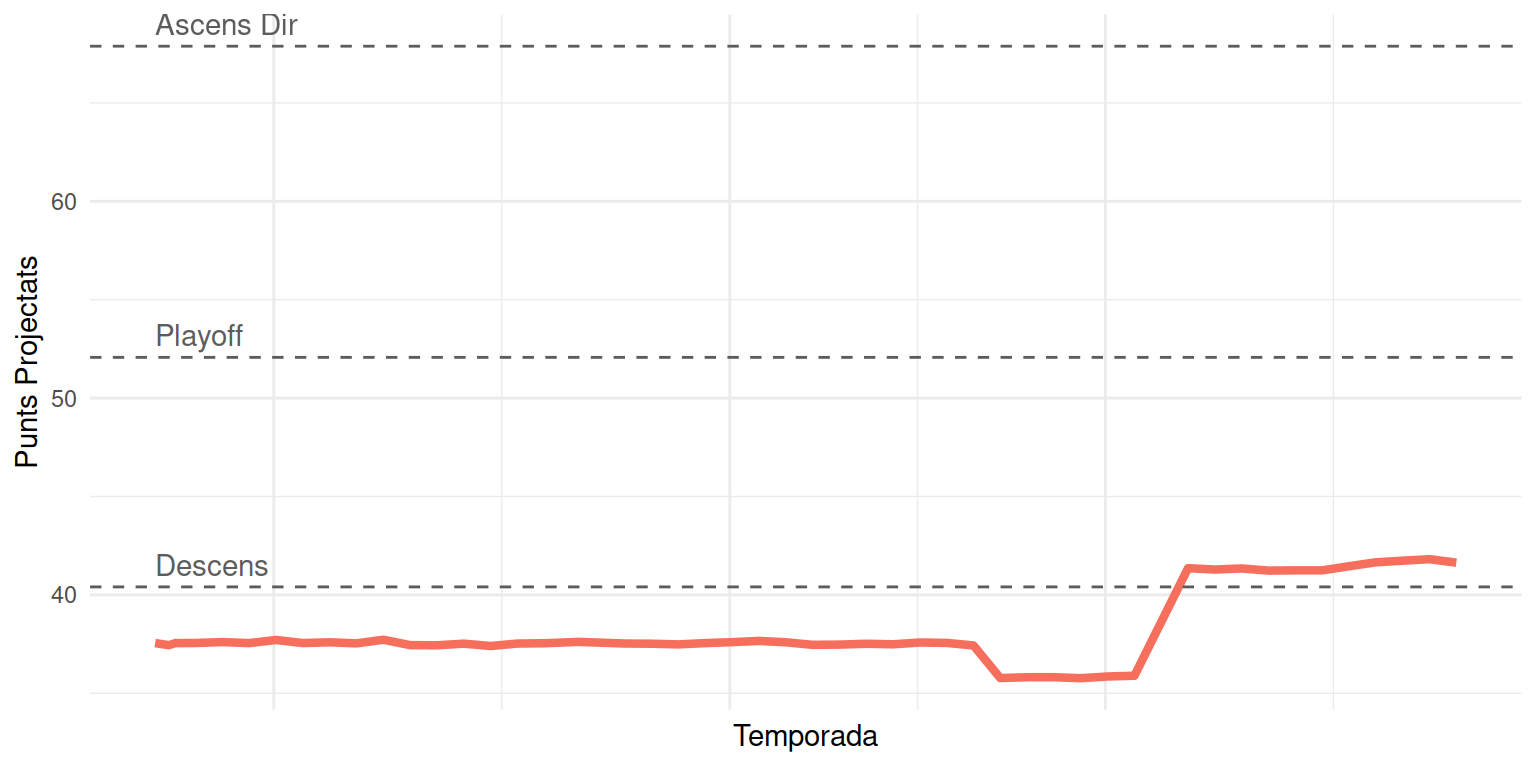 Ascens Dir
60
Playoff
50
Descens
40
Punts Projectats
Temporada